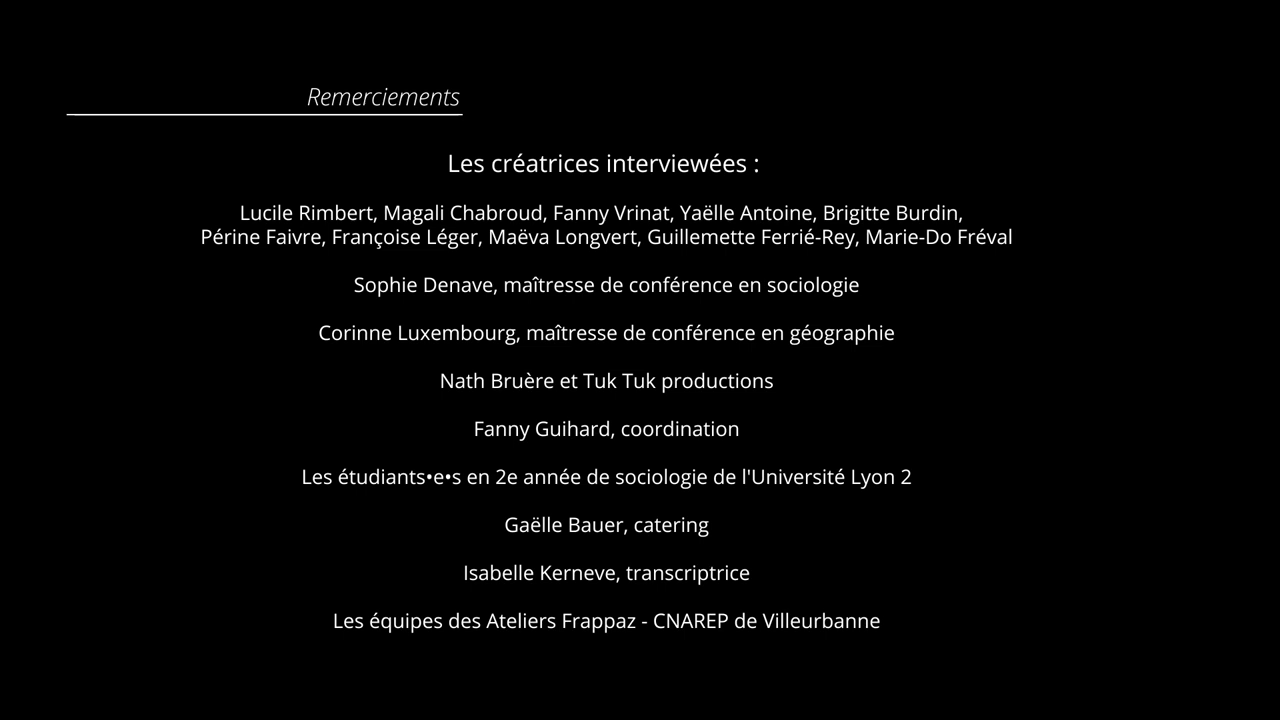 Remerciements
Les créatrices interviewées :
Lucile Rimbert, Magali Chabroud, Fanny Vrinat, Yaëlle Antoine, Brigitte Burdin,
Périne Faivre, Françoise Léger, Maëva Longvert, Guillemette Ferrié-Rey, Marie-Do Fréval
Sophie Denave, maîtresse de conférence en sociologie
Corinne Luxembourg, maîtresse de conférence en géographie
Nath Bruère et Tuk Tuk productions
Fanny Guihard, coordination
Les étudiants•e•s en 2e année de sociologie de l'Université Lyon 2
Gaëlle Bauer, catering
Isabelle Kerneve, transcriptrice
Les équipes des Ateliers Frappaz - CNAREP de Villeurbanne